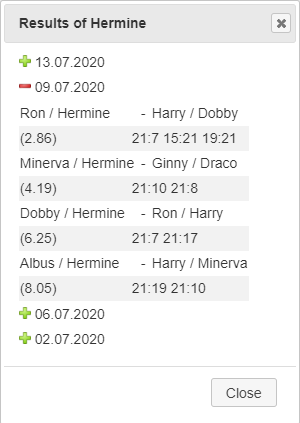 Results of Hermine
13.07.2020
09.07.2020
Ron / Hermine - Harry / Dobby
(2.86) 21:7 15:21 19:21
Minerva / Hermine - Ginny / Draco
(4.19) 21:10 21:8
Dobby / Hermine - Ron / Harry
(6.25) 21:7 21:17
Albus / Hermine - Harry / Minerva
(8.05) 21:19 21:10
06.07.2020
02.07.2020
Close